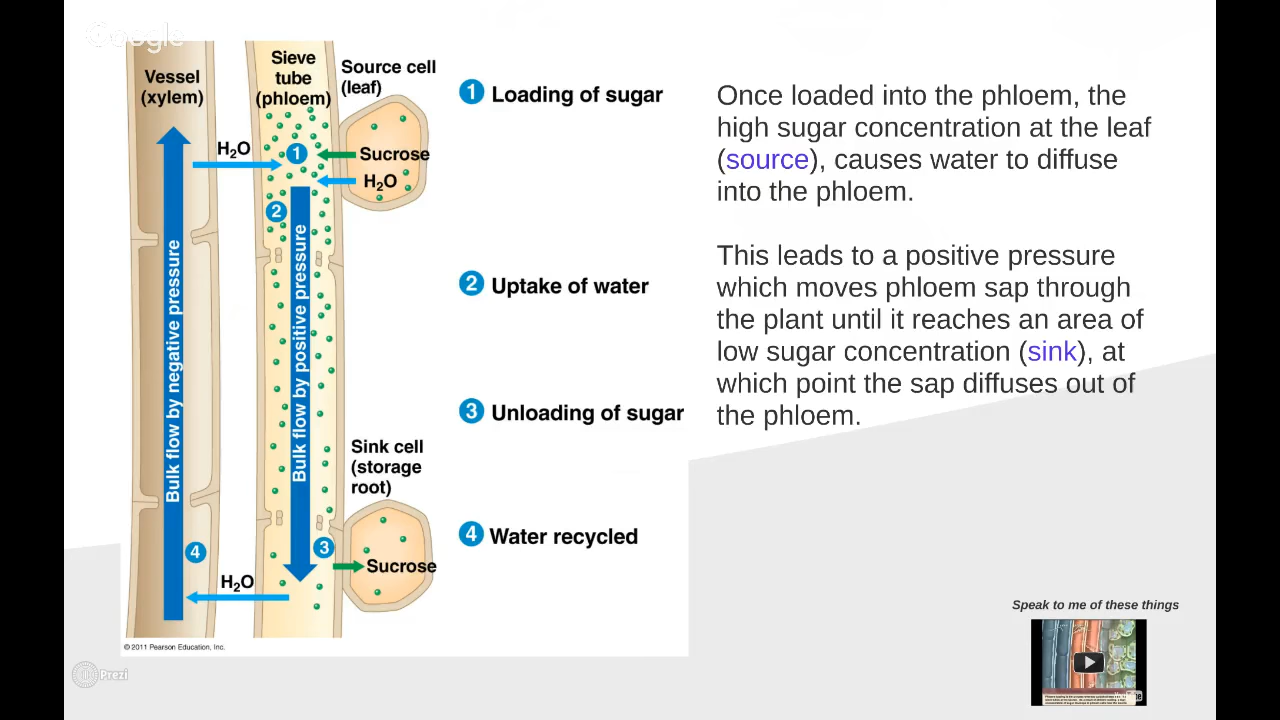 Google
Vessel
(xylem)
Sieve
tube
(phloem)
Source cell
(leaf)
H₂O
1
Sucrose
H₂O
2
Bulk flow by negative pressure
Bulk flow by positive pressure
Sink cell
(storage
root)
4
3
Sucrose
H₂O
1 Loading of sugar
2 Uptake of water
3 Unloading of sugar
4 Water recycled
© 2011 Pearson Education, Inc.
Prezi
Once loaded into the phloem, the
high sugar concentration at the leaf
(source), causes water to diffuse
into the phloem.
This leads to a positive pressure
which moves phloem sap through
the plant until it reaches an area of
low sugar concentration (sink), at
which point the sap diffuses out of
the phloem.
Speak to me of these things